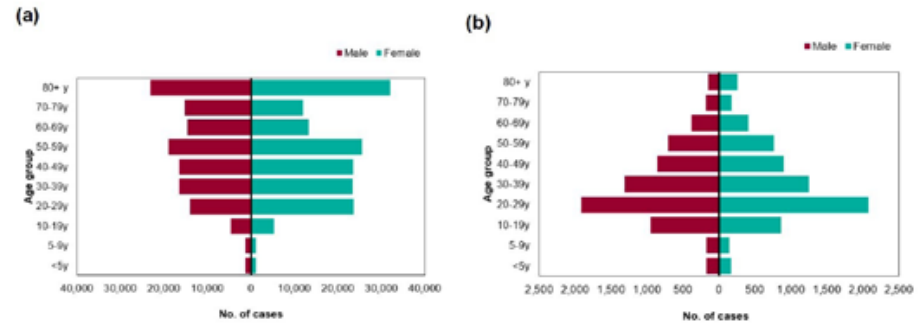 (a)
Male Female
80+ y
70-79y
60-69y
50-59y
40-49y
30-39y
20-29y
10-19y
5-9y
<5y
Age group
40,000 30,000 20,000 10,000 0 10,000 20,000 30,000 40,000
No. of cases
(b)
Male Female
80+ y
70-79y
60-69y
50-59y
40-49y
30-39y
20-29y
10-19y
5-9y
<5y
Age group
2,500 2,000 1,500 1,000 500 0 500 1,000 1,500 2,000 2,500
No. of cases